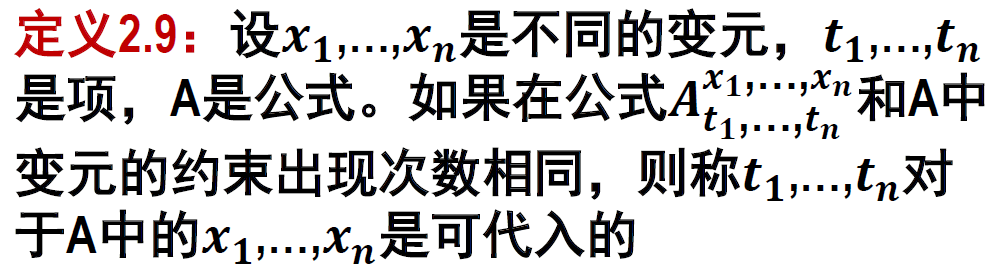 定义2.9：设x₁,...,xₙ是不同的变元，t₁,...,tₙ
是项，A是公式。如果在公式A^{x₁,...,xₙ}_{t₁,...,tₙ}和A中
变元的约束出现次数相同，则称t₁,...,tₙ对
于A中的x₁,...,xₙ是可代入的